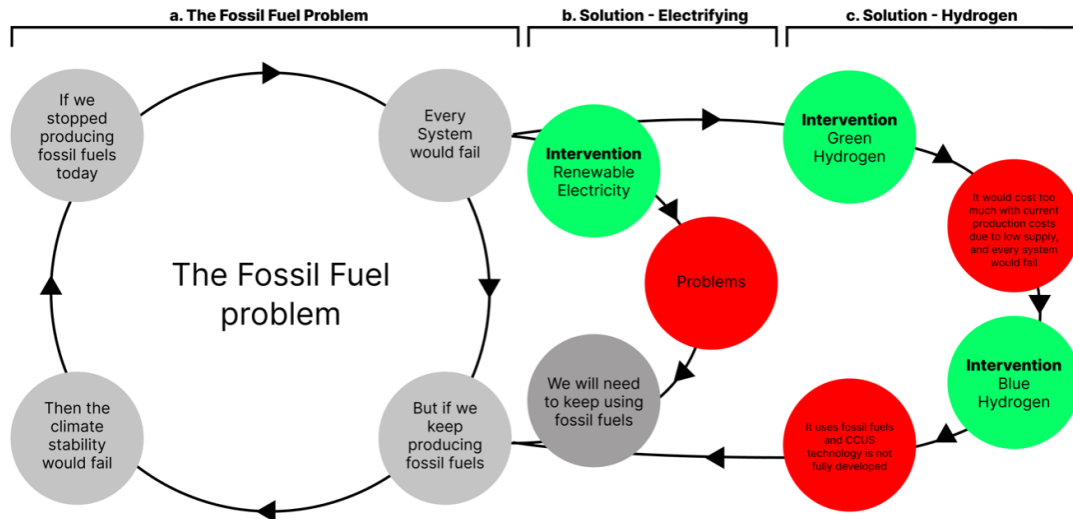 a. The Fossil Fuel Problem
b. Solution - Electrifying
c. Solution - Hydrogen
If we
stopped
producing
fossil fuels
today
Every
System
would fail
The Fossil Fuel
problem
Then the
climate
stability
would fail
But if we
keep
producing
fossil fuels
Intervention
Renewable
Electricity
Problems
We will need
to keep using
fossil fuels
Intervention
Green
Hydrogen
It would cost too
much with current
production costs
due to low supply,
and every system
would fail
Intervention
Blue
Hydrogen
It uses fossil fuels
and CCUS
technology is not
fully developed